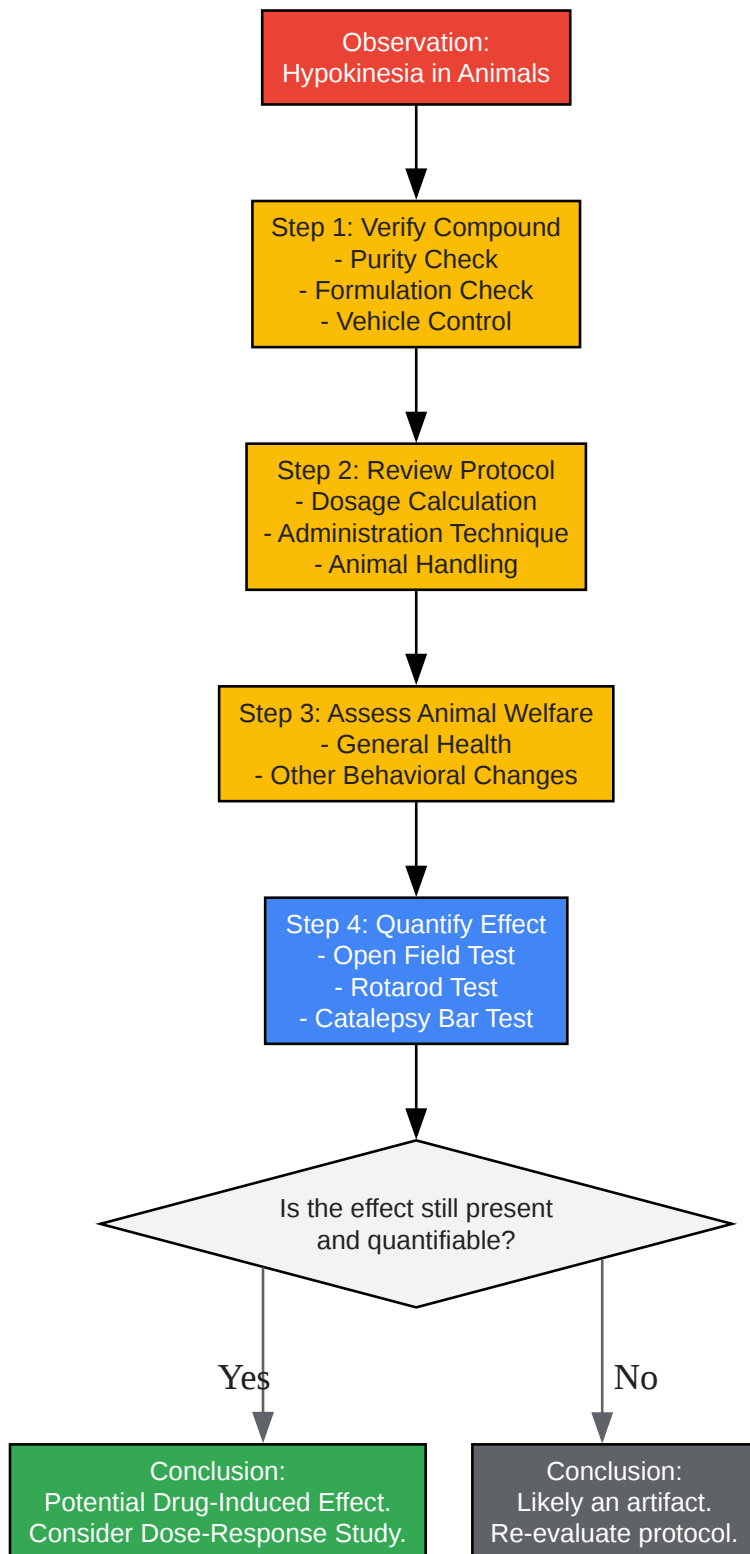 Observation:
Hypokinesia in Animals
Step 1: Verify Compound
- Purity Check
- Formulation Check
- Vehicle Control
Step 2: Review Protocol
- Dosage Calculation
- Administration Technique
- Animal Handling
Step 3: Assess Animal Welfare
- General Health
- Other Behavioral Changes
Step 4: Quantify Effect
- Open Field Test
- Rotarod Test
- Catalepsy Bar Test
Is the effect still present
and quantifiable?
Yes
No
Conclusion:
Potential Drug-Induced Effect.
Consider Dose-Response Study.
Conclusion:
Likely an artifact.
Re-evaluate protocol.